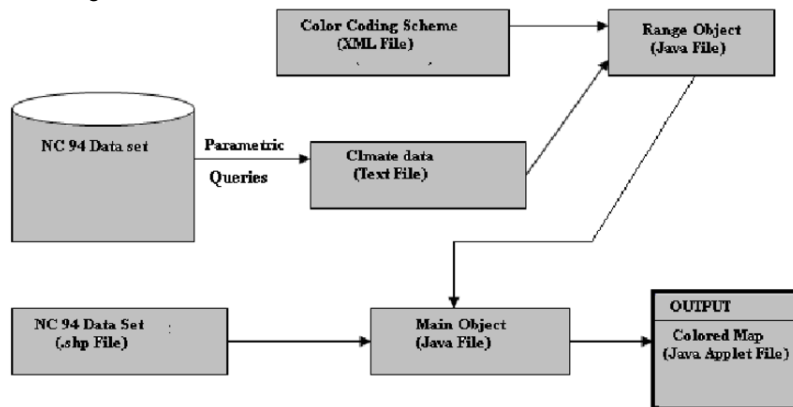 Color Coding Scheme
(XML File)
Range Object
(Java File)
NC 94 Data set
Parametric
Queries
Clmate data
(Text File)
NC 94 Data Set
(.shp File)
Main Object
(Java File)
OUTPUT
Colored Map
(Java Applet File)